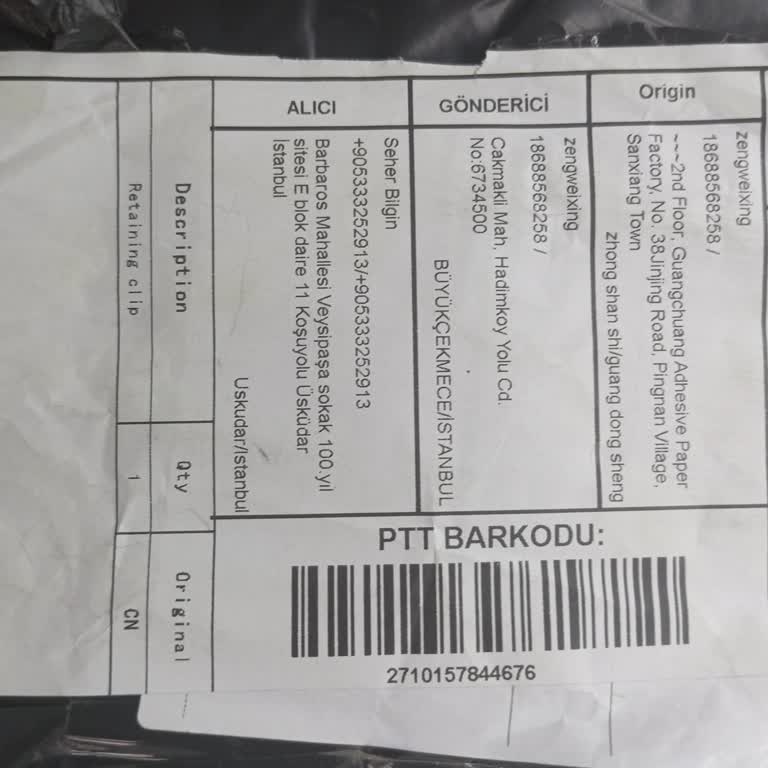 Origin
zengweixing
18688568258 /
~~~2nd Floor, Guangchuang Adhesive Paper
Factory, No. 38Jinjing Road, Pingnan Village,
Sanxiang Town
zhong shan shi/guang dong sheng
GÖNDERİCİ
zengweixing
18688568258 /
Cakmakli Mah, Hadimkoy Yolu Cd.
No:6734500
BÜYÜKÇEKMECE/İSTANBUL
ALICI
Seher Bilgin
+905333252913/+905333252913
Barbaros Mahallesi Veysipaşa sokak 100.yıl
sitesi E blok daire 11 Koşuyolu Üsküdar
İstanbul
Uskudar/Istanbul
PTT BARKODU:
2710157844676
Description Qty Original
Retaining clip 1 CN